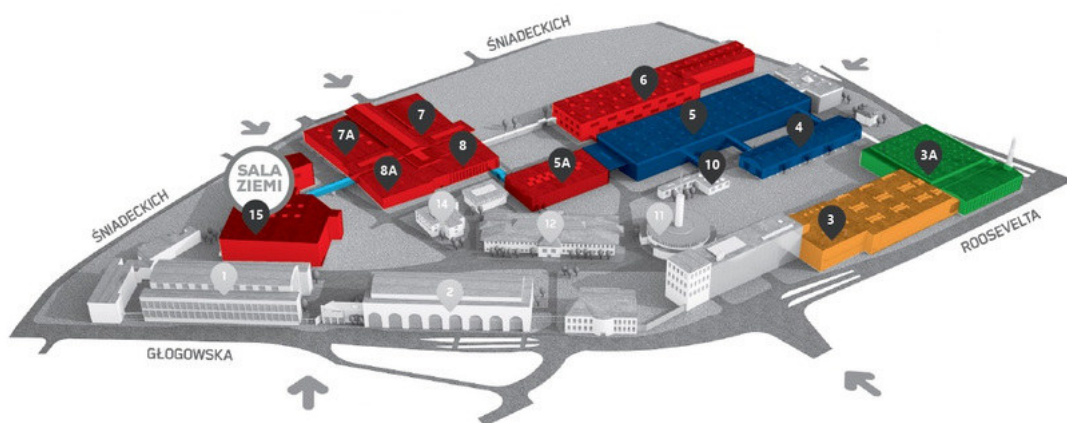 ŚNIADECKICH
6
7
5
7A
4
8
3A
8A
5A
10
SALA
ZIEMI
15
14
12
11
3
ŚNIADECKICH
ROOSEVELTA
1
2
GŁOGOWSKA